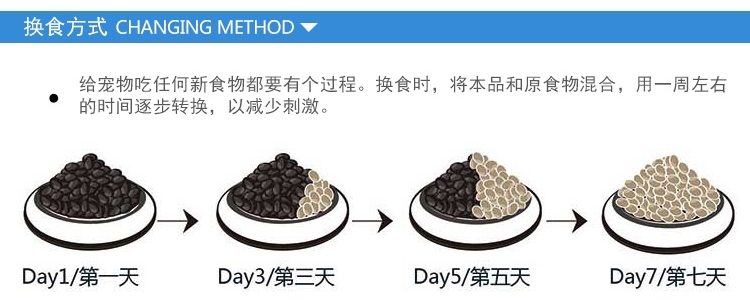 换食方式 CHANGING METHOD
给宠物吃任何新食物都要有个过程。换食时，将本品和原食物混合，用一周左右
的时间逐步转换，以减少刺激。
Day1/第一天 Day3/第三天 Day5/第五天 Day7/第七天